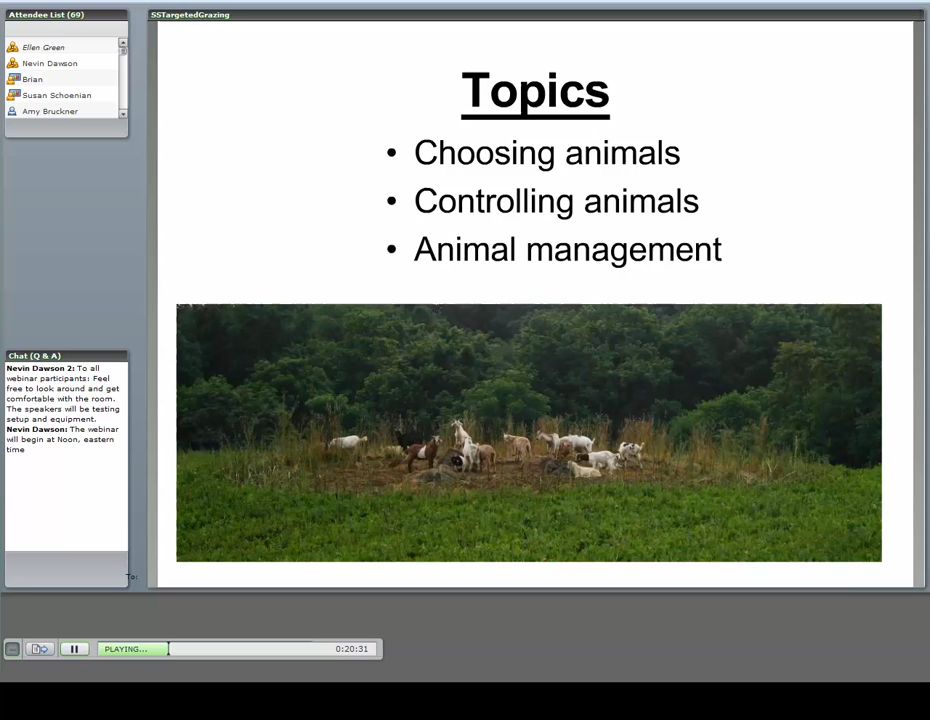 Attendee List (69)
SSTargetedGrazing
Ellen Green
Nevin Dawson
Brian
Susan Schoenian
Amy Bruckner
Topics
• Choosing animals
• Controlling animals
• Animal management
Chat (Q & A)
Nevin Dawson 2: To all
webinar participants: Feel
free to look around and get
comfortable with the room.
The speakers will be testing
setup and equipment.
Nevin Dawson: The webinar
will begin at Noon, eastern
time
To:
PLAYING...
0:20:31